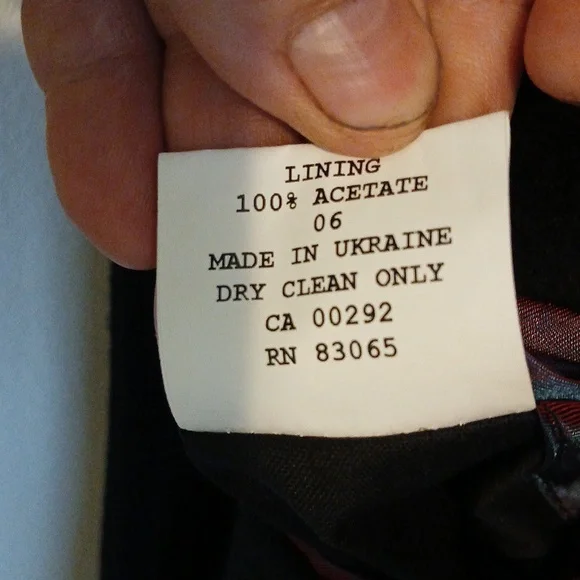 LINING
100% ACETATE
06
MADE IN UKRAINE
DRY CLEAN ONLY
CA 00292
RN 83065